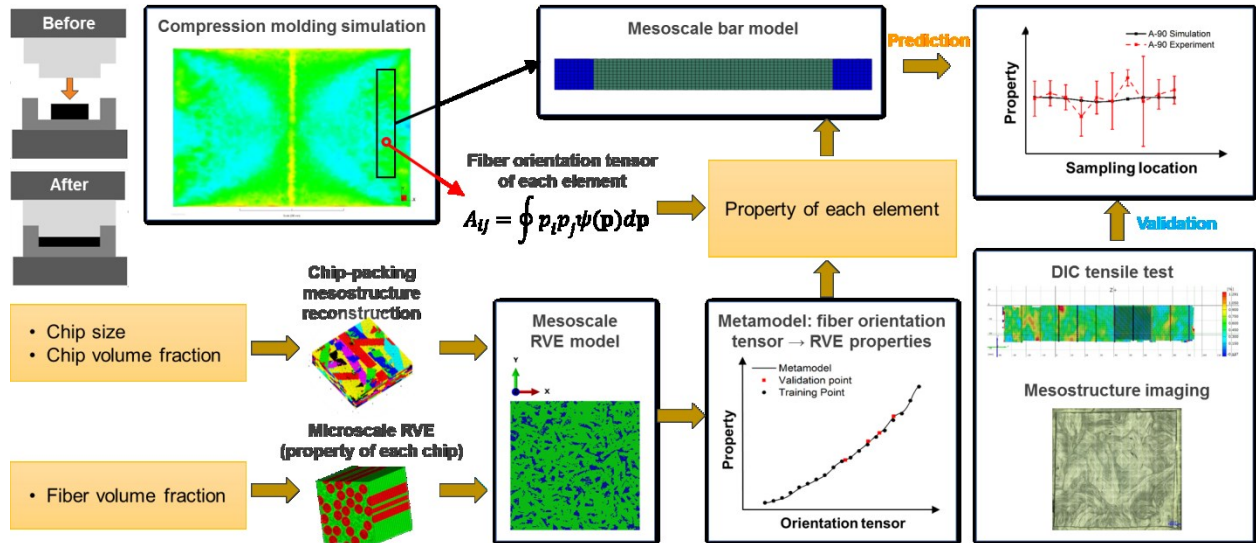 Before
After
Compression molding simulation
Mesoscale bar model
Prediction
A-90 Simulation
A-90 Experiment
Property
Sampling location
Fiber orientation tensor
of each element
A_{ij} = ∮ p_i p_j ψ(𝐩)d𝐩
Property of each element
Validation
• Chip size
• Chip volume fraction
Chip-packing
mesostructure
reconstruction
• Fiber volume fraction
Microscale RVE
(property of each chip)
Mesoscale
RVE model
Y
X
Metamodel: fiber orientation
tensor → RVE properties
Metamodel
Validation point
Training Point
Property
Orientation tensor
DIC tensile test
Mesostructure imaging